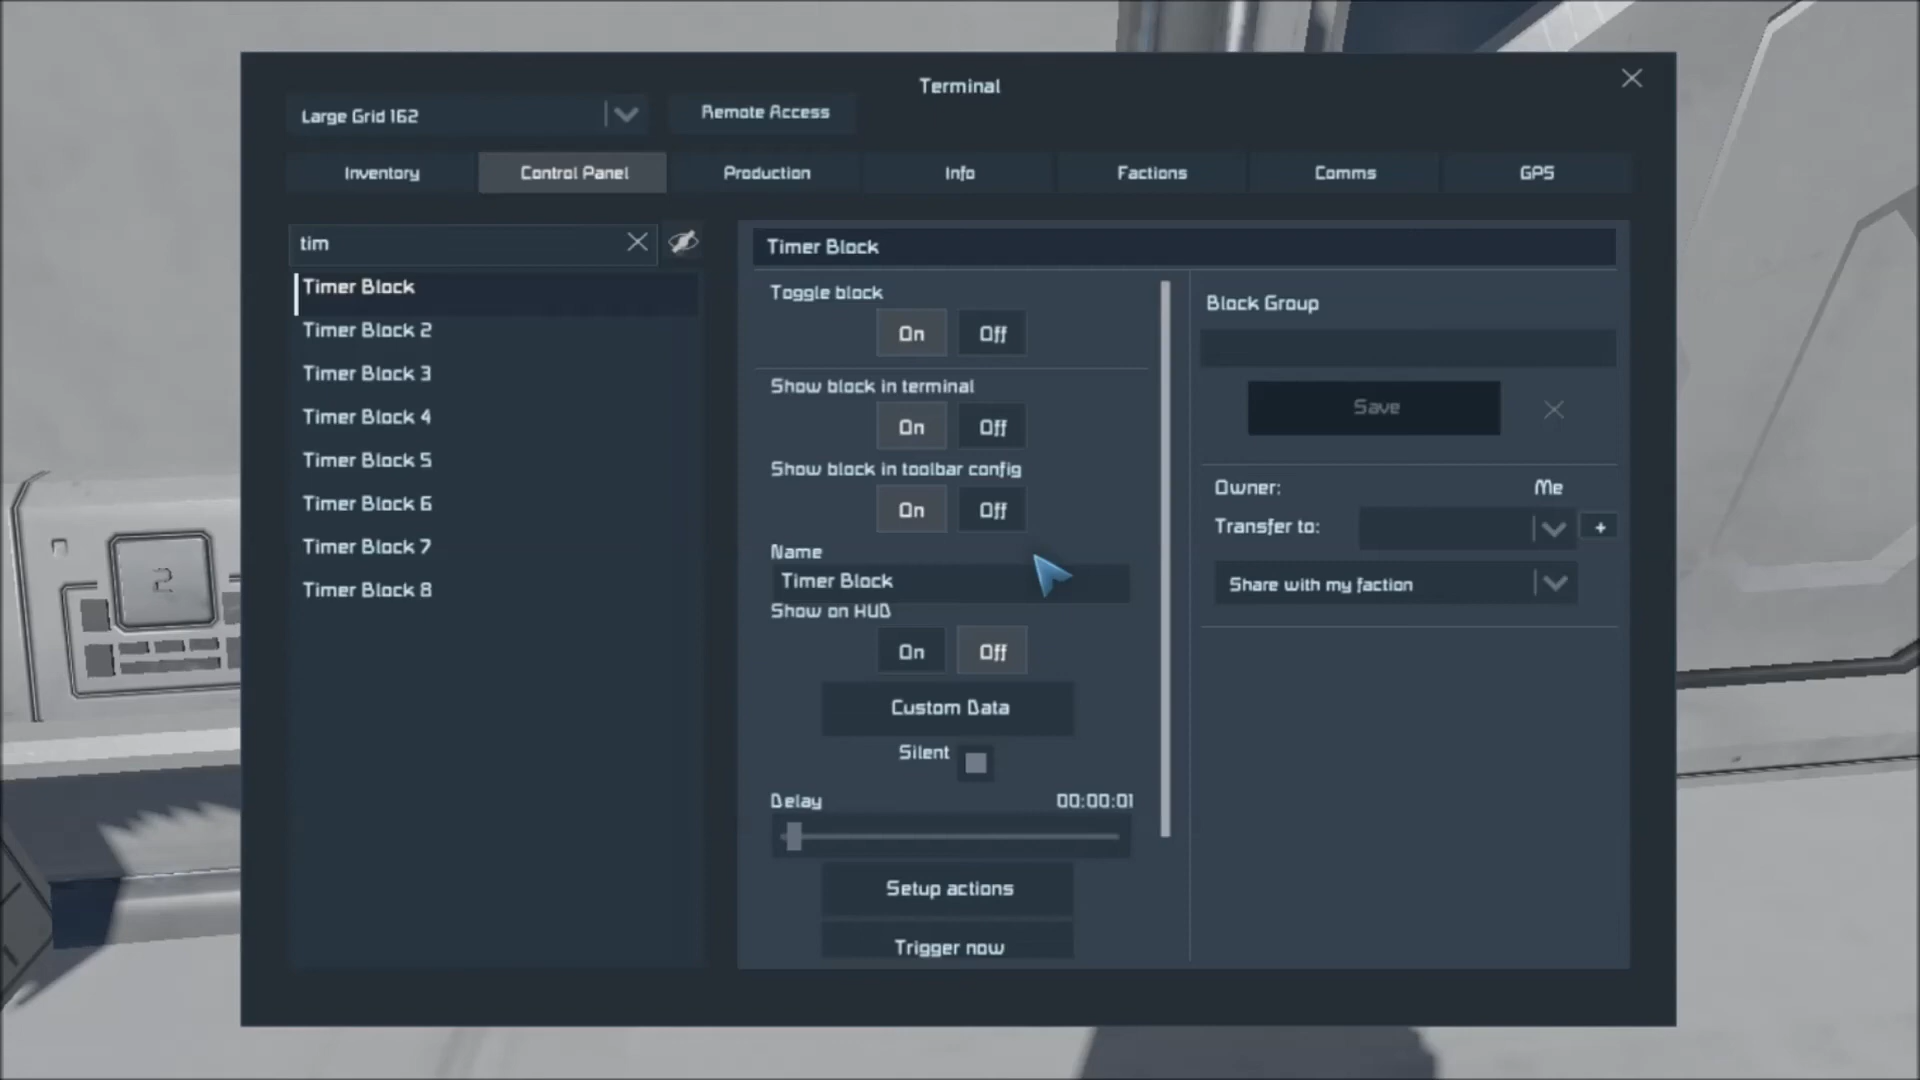 Terminal
Large Grid 162
Remote Access
Inventory
Control Panel
Production
Info
Factions
Comms
GPS
tim
Timer Block
Timer Block 2
Timer Block 3
Timer Block 4
Timer Block 5
Timer Block 6
Timer Block 7
Timer Block 8
Timer Block
Toggle block
On Off
Show block in terminal
On Off
Show block in toolbar config
On Off
Name
Timer Block
Show on HUD
On Off
Custom Data
Silent
Delay 00:00:01
Setup actions
Trigger now
Block Group
Save
Owner: Me
Transfer to:
+
Share with my faction
2